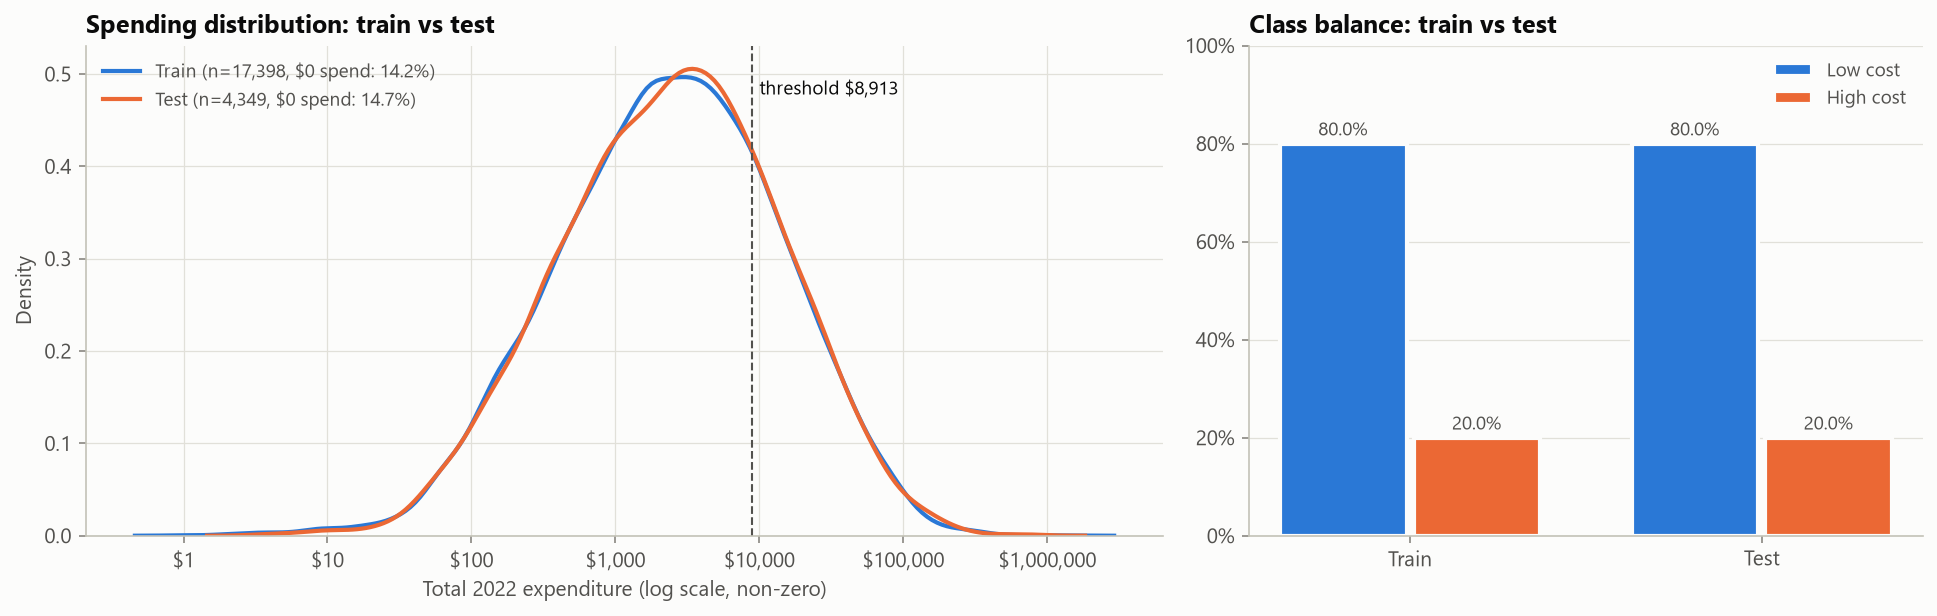 Spending distribution: train vs test
Train (n=17,398, $0 spend: 14.2%)
Test (n=4,349, $0 spend: 14.7%)
threshold $8,913
Density
0.5
0.4
0.3
0.2
0.1
0.0
$1
$10
$100
$1,000
$10,000
$100,000
$1,000,000
Total 2022 expenditure (log scale, non-zero)
Class balance: train vs test
Low cost
High cost
100%
80%
60%
40%
20%
0%
80.0%
20.0%
80.0%
20.0%
Train
Test